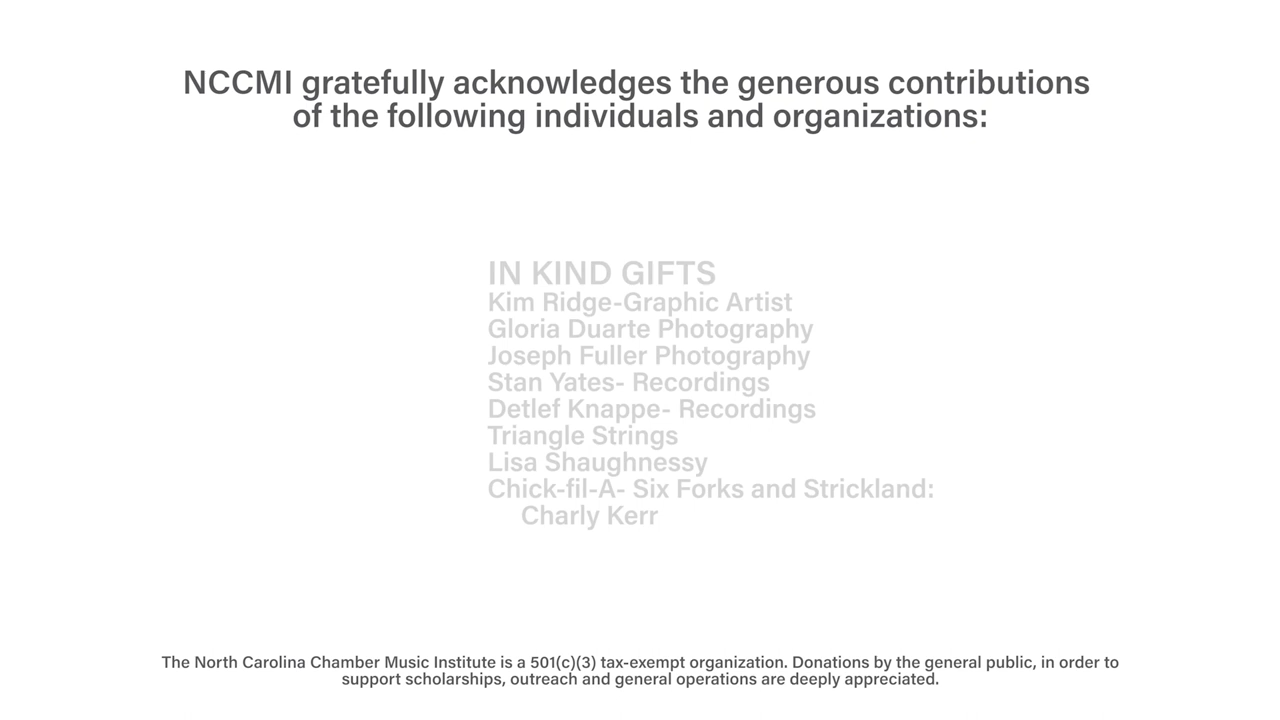 NCCMI gratefully acknowledges the generous contributions
of the following individuals and organizations:
IN KIND GIFTS
Kim Ridge-Graphic Artist
Gloria Duarte Photography
Joseph Fuller Photography
Stan Yates- Recordings
Detlef Knappe- Recordings
Triangle Strings
Lisa Shaughnessy
Chick-fil-A- Six Forks and Strickland:
Charly Kerr
The North Carolina Chamber Music Institute is a 501(c)(3) tax-exempt organization. Donations by the general public, in order to
support scholarships, outreach and general operations are deeply appreciated.